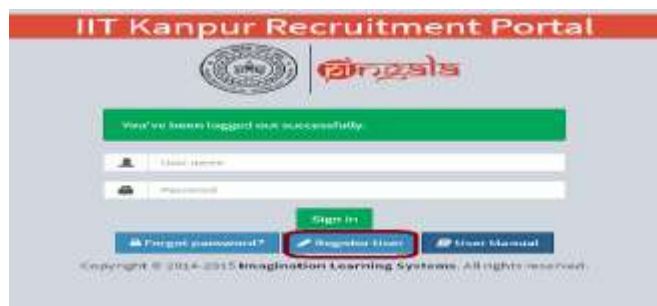 IIT Kanpur Recruitment Portal
pingala
You've been logged out successfully.
User name
Password
Sign in
Forgot password? Register User User Manual
Copyright © 2014-2015 Imagination Learning Systems. All rights reserved.